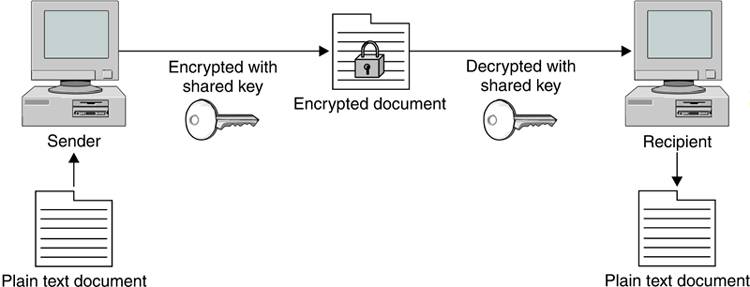 Encrypted with
shared key
Encrypted document
Decrypted with
shared key
Sender
Recipient
Plain text document
Plain text document